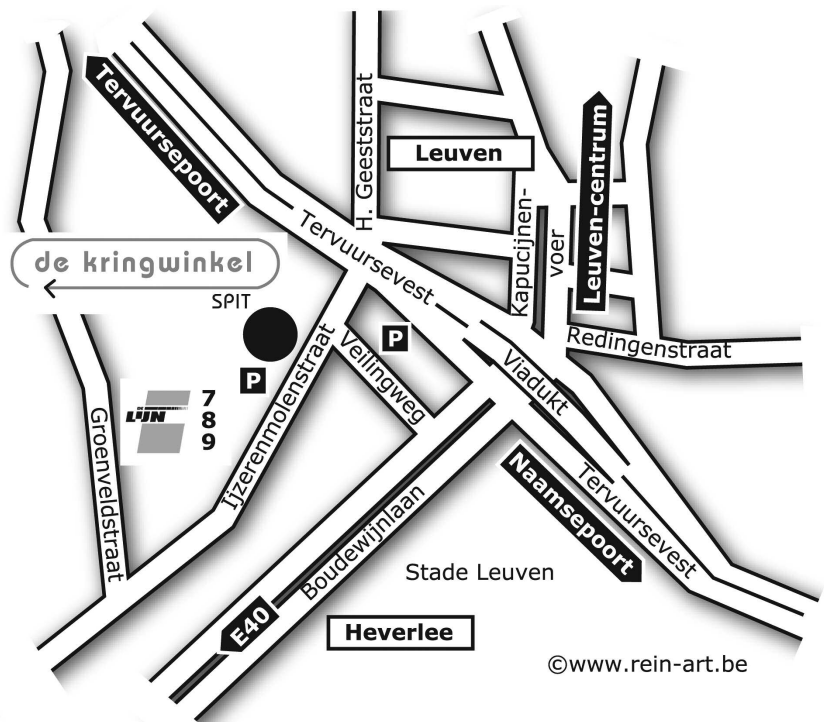 Tervuursepoort
H. Geeststraat
Leuven
Leuven-centrum
Kapucijnen-
voer
Tervuursevest
de kringwinkel
SPIT
P
P
Redingenstraat
Viadukt
Veilingweg
LIJN
7
8
9
Groenveldstraat
Ijzerenmolenstraat
Boudewijnlaan
Naamsepoort
Tervuursevest
Stade Leuven
E40
Heverlee
©www.rein-art.be